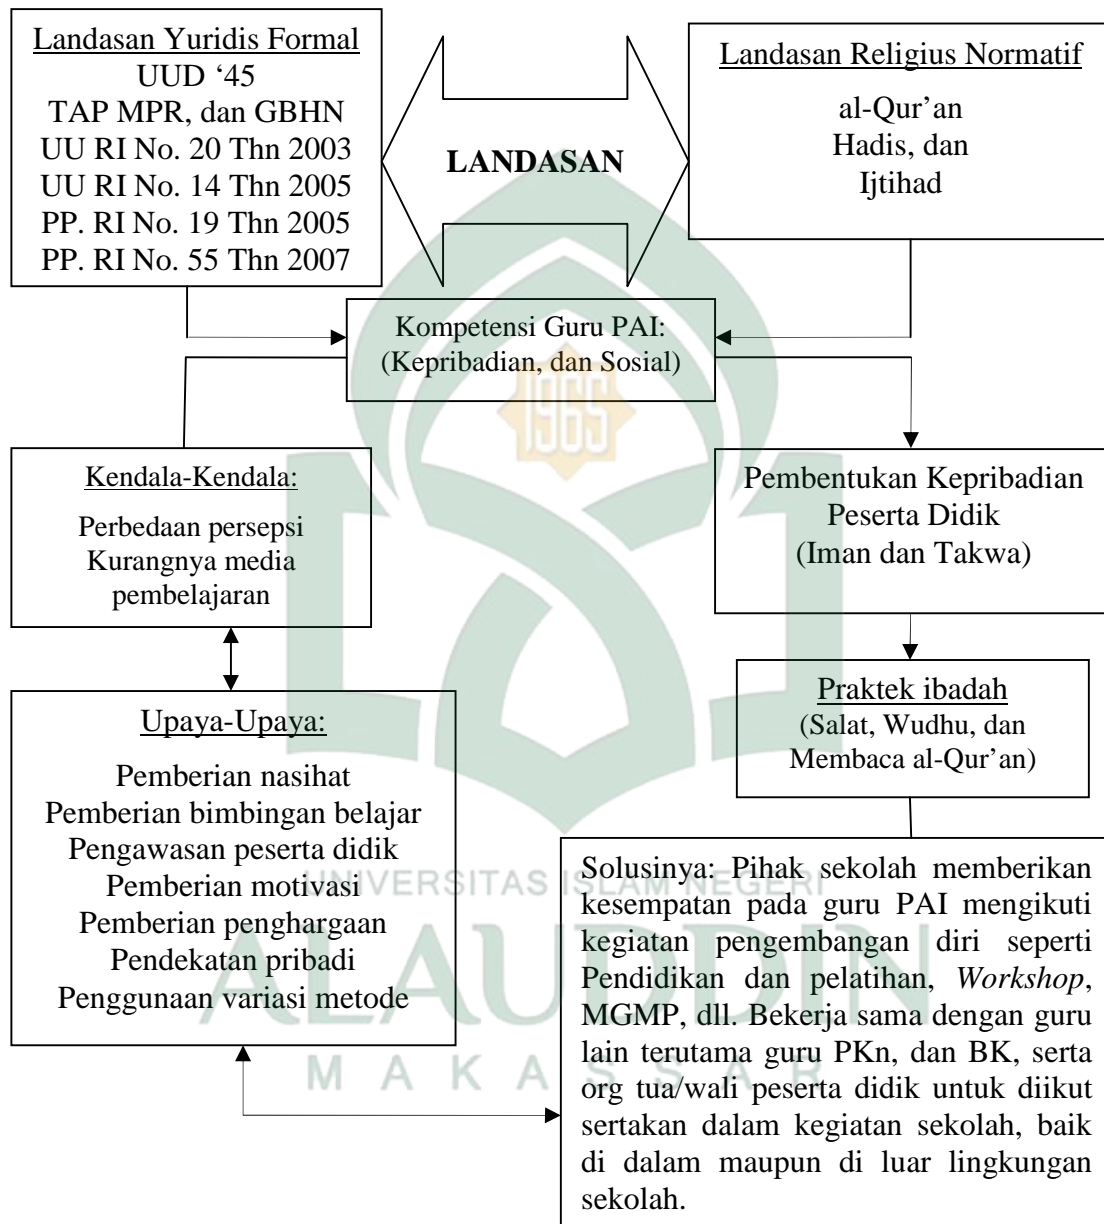 Landasan Yuridis Formal
UUD ‘45
TAP MPR, dan GBHN
UU RI No. 20 Thn 2003
UU RI No. 14 Thn 2005
PP. RI No. 19 Thn 2005
PP. RI No. 55 Thn 2007
LANDASAN
Landasan Religius Normatif
al-Qur’an
Hadis, dan
Ijtihad
Kompetensi Guru PAI:
(Kepribadian, dan Sosial)
1965
Kendala-Kendala:
Perbedaan persepsi
Kurangnya media
pembelajaran
Pembentukan Kepribadian
Peserta Didik
(Iman dan Takwa)
Praktek ibadah
(Salat, Wudhu, dan
Membaca al-Qur’an)
Upaya-Upaya:
Pemberian nasihat
Pemberian bimbingan belajar
Pengawasan peserta didik
Pemberian motivasi
Pemberian penghargaan
Pendekatan pribadi
Penggunaan variasi metode
Solusinya: Pihak sekolah memberikan
kesempatan pada guru PAI mengikuti
kegiatan pengembangan diri seperti
Pendidikan dan pelatihan, Workshop,
MGMP, dll. Bekerja sama dengan guru
lain terutama guru PKn, dan BK, serta
org tua/wali peserta didik untuk diikut
sertakan dalam kegiatan sekolah, baik
di dalam maupun di luar lingkungan
sekolah.
UNIVERSITAS ISLAM NEGERI
ALAUDDIN
MAKASSAR